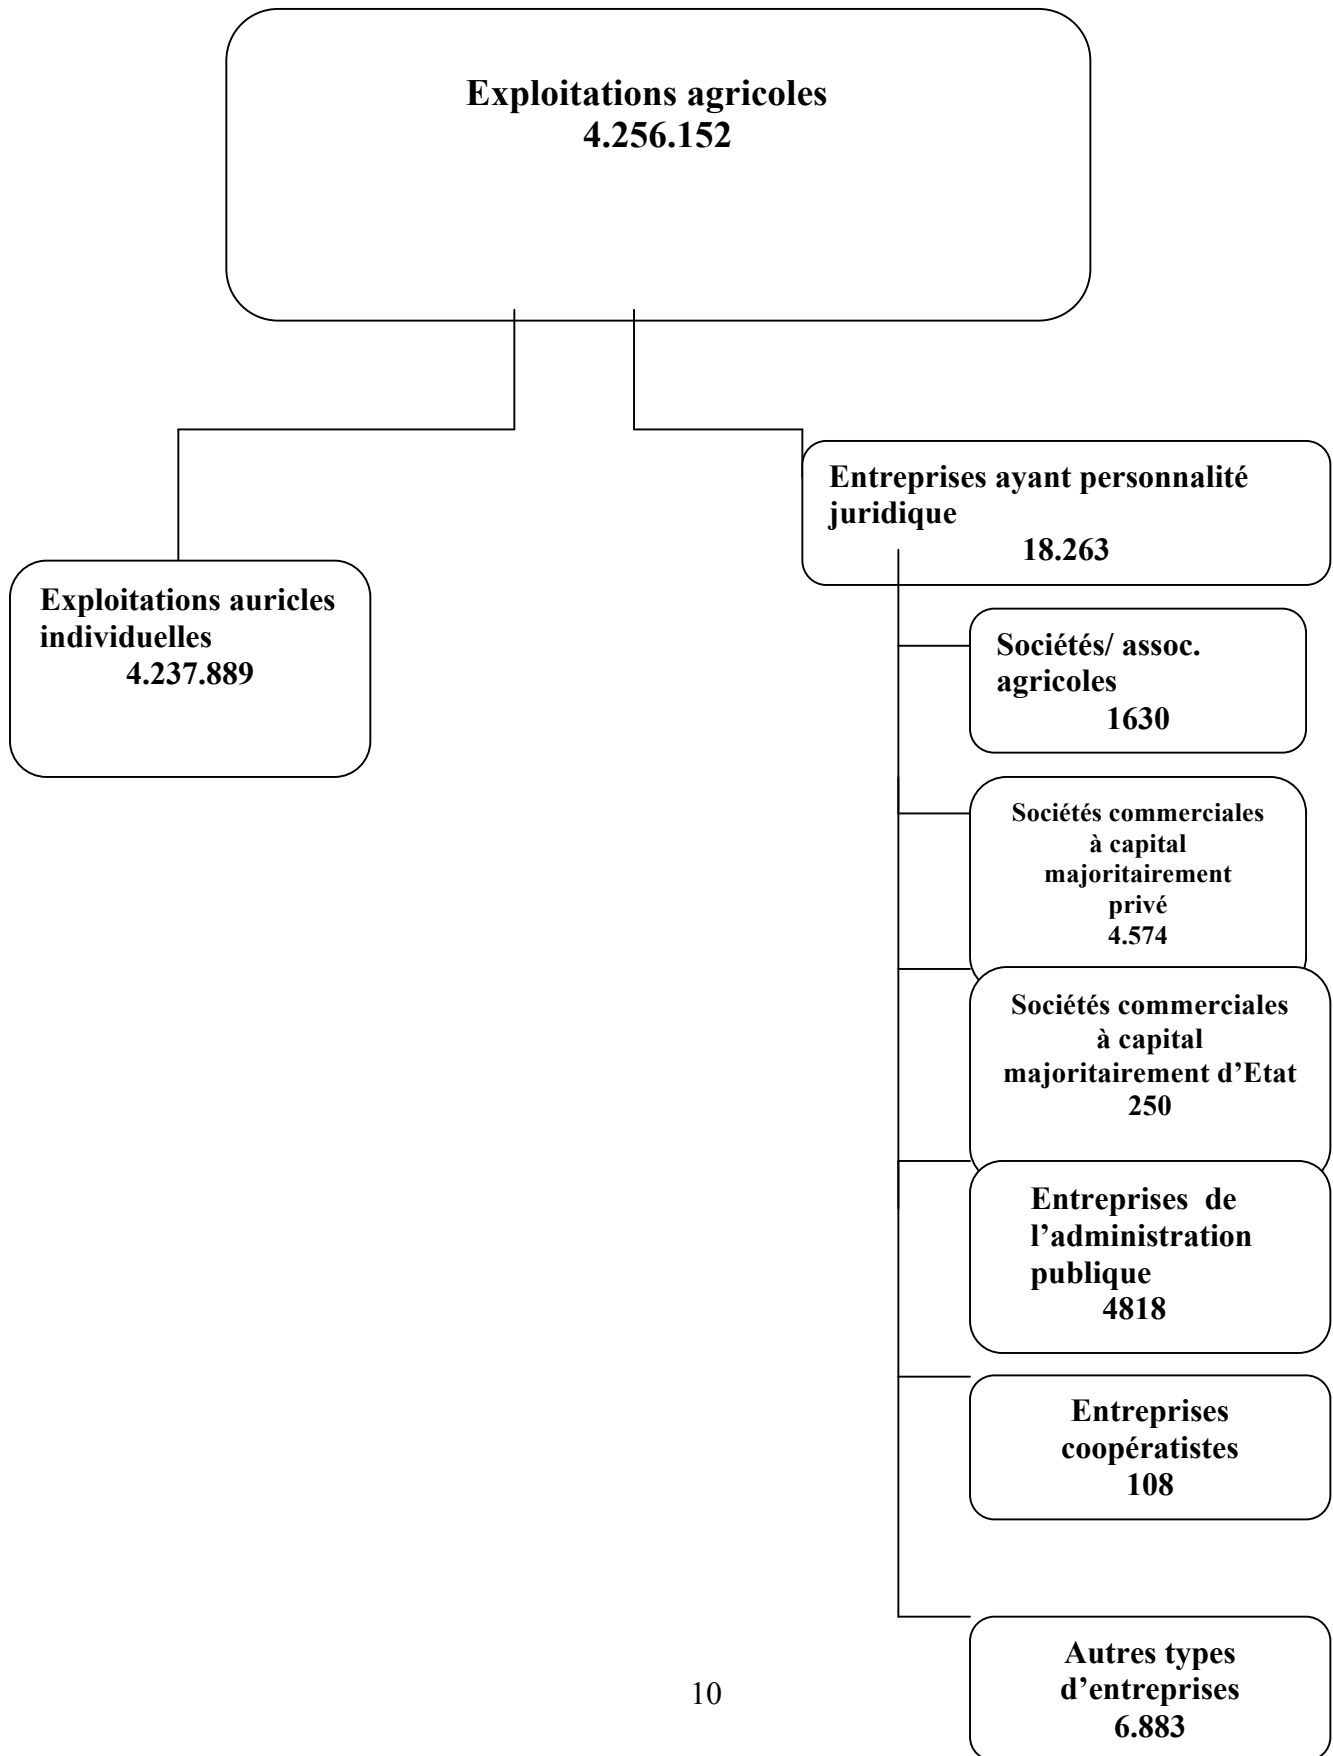 Exploitations agricoles
4.256.152
Entreprises ayant personnalité
juridique
18.263
Exploitations auricles
individuelles
4.237.889
Sociétés/ assoc.
agricoles
1630
Sociétés commerciales
à capital
majoritairement
privé
4.574
Sociétés commerciales
à capital
majoritairement d’Etat
250
Entreprises de
l’administration
publique
4818
Entreprises
coopératistes
108
Autres types
d’entreprises
6.883
10